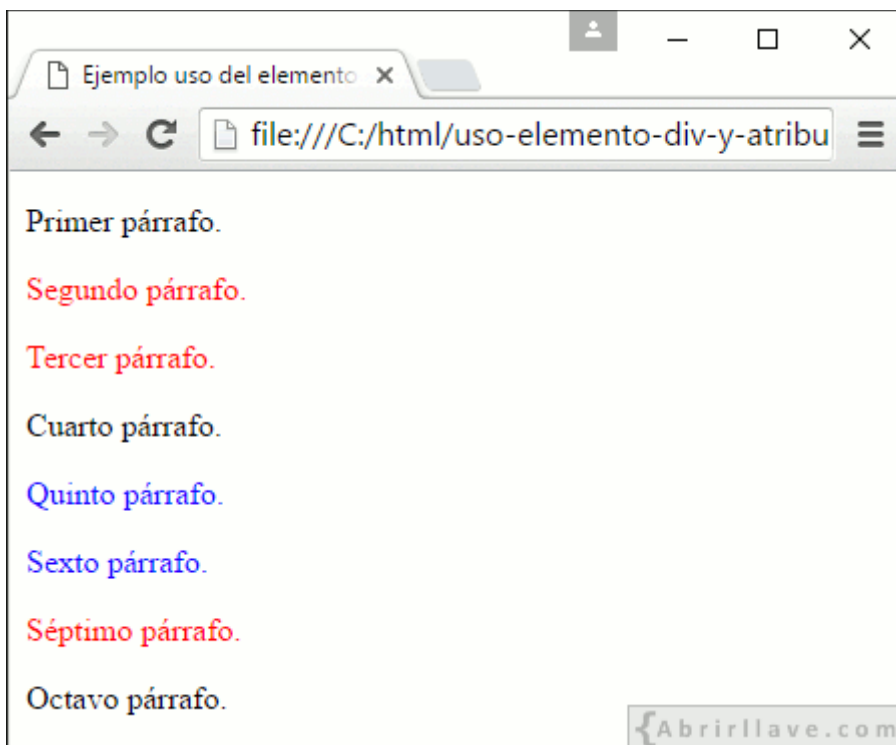 Ejemplo uso del elemento
file:///C:/html/uso-elemento-div-y-atribu
Primer párrafo.
Segundo párrafo.
Tercer párrafo.
Cuarto párrafo.
Quinto párrafo.
Sexto párrafo.
Séptimo párrafo.
Octavo párrafo.
{Abrirllave.com